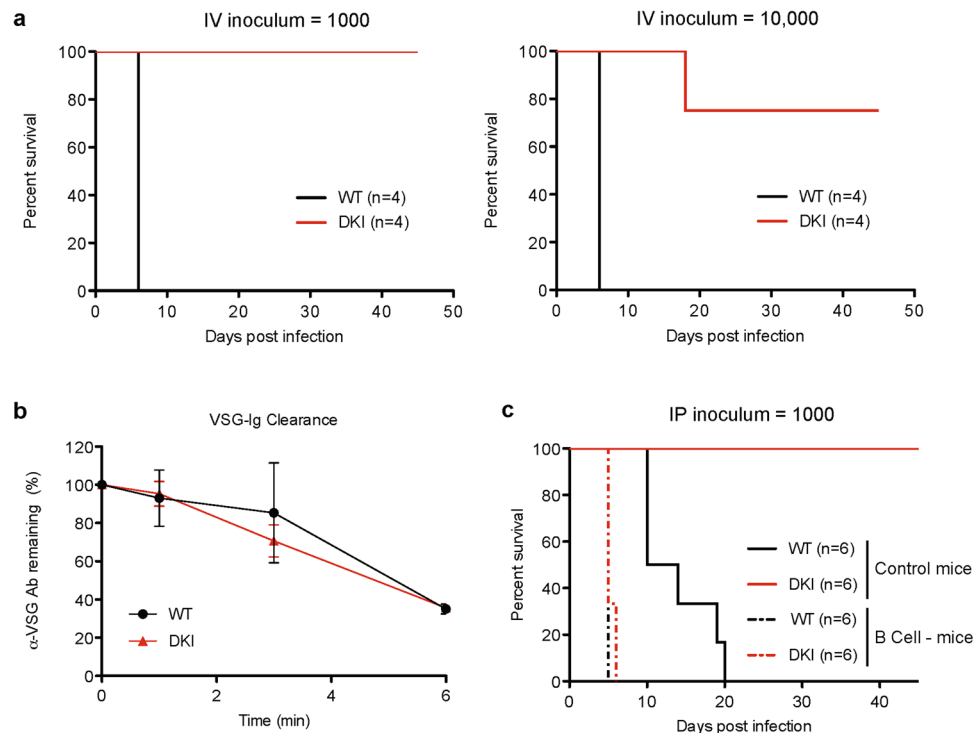 a
IV inoculum = 1000
IV inoculum = 10,000
Percent survival
100
80
60
40
20
0
0 10 20 30 40 50
Days post infection
WT (n=4)
DKI (n=4)
Percent survival
100
80
60
40
20
0
0 10 20 30 40 50
Days post infection
WT (n=4)
DKI (n=4)
b
VSG-Ig Clearance
α-VSG Ab remaining (%)
120
100
80
60
40
20
0
0 2 4 6
Time (min)
WT
DKI
c
IP inoculum = 1000
Percent survival
100
80
60
40
20
0
0 10 20 30 40
Days post infection
WT (n=6)
DKI (n=6)
Control mice
WT (n=6)
DKI (n=6)
B Cell - mice